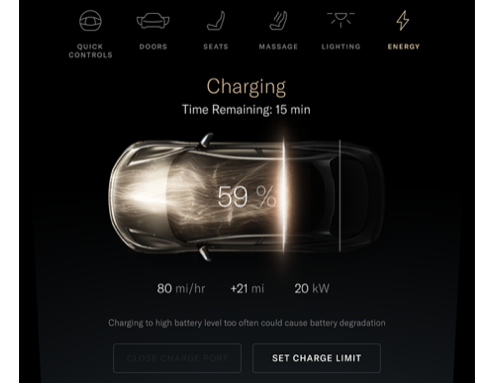 QUICK CONTROLS
DOORS
SEATS
MASSAGE
LIGHTING
ENERGY
Charging
Time Remaining: 15 min
59 %
80 mi/hr +21 mi 20 kW
Charging to high battery level too often could cause battery degradation
CLOSE CHARGE PORT
SET CHARGE LIMIT